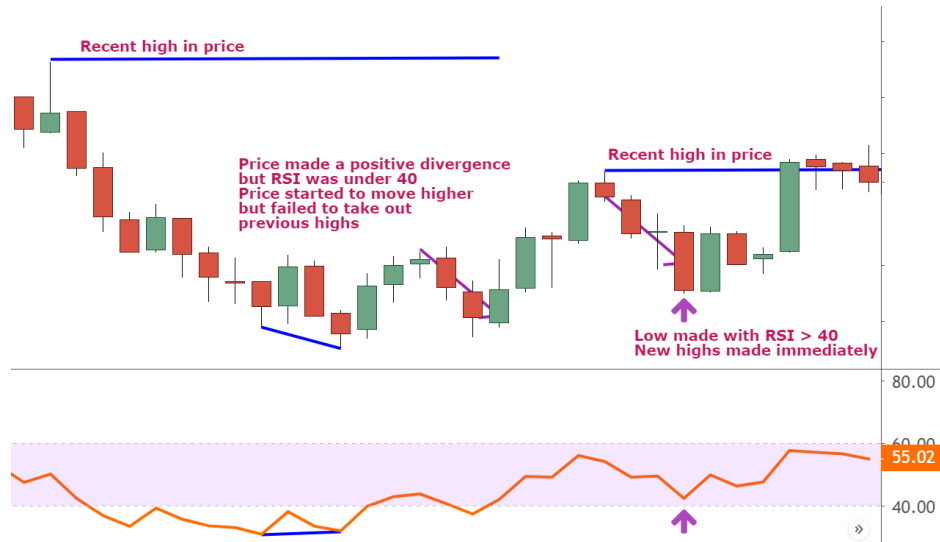 Recent high in price
Price made a positive divergence
but RSI was under 40
Price started to move higher
but failed to take out
previous highs
Recent high in price
Low made with RSI > 40
New highs made immediately
80.00
60.00
55.02
40.00